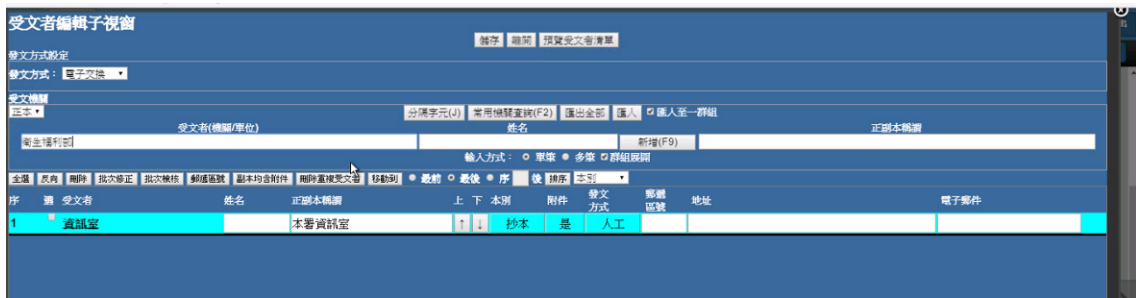 受文者編輯子視窗
儲存 離開 預覽受文者清單
發文方式設定
發文方式： 電子交換
受文機關
正本 分隔字元(J) 常用機關查詢(F2) 匯出全部 匯入 匯入至一群組
受文者(機關/單位) 姓名 正副本稱謂
衛生福利部 新增(F9)
輸入方式： 單筆 多筆 群組展開
全選 反向 刪除 批次修正 批次檢核 郵遞區號 副本均含附件 刪除重複受文者 移動到 最前 最後 序 後 排序 本別
序 選 受文者 姓名 正副本稱謂 上 下 本別 附件 發文方式 郵遞區號 地址 電子郵件
1 資訊室 本署資訊室 ↑ ↓ 抄本 是 人工